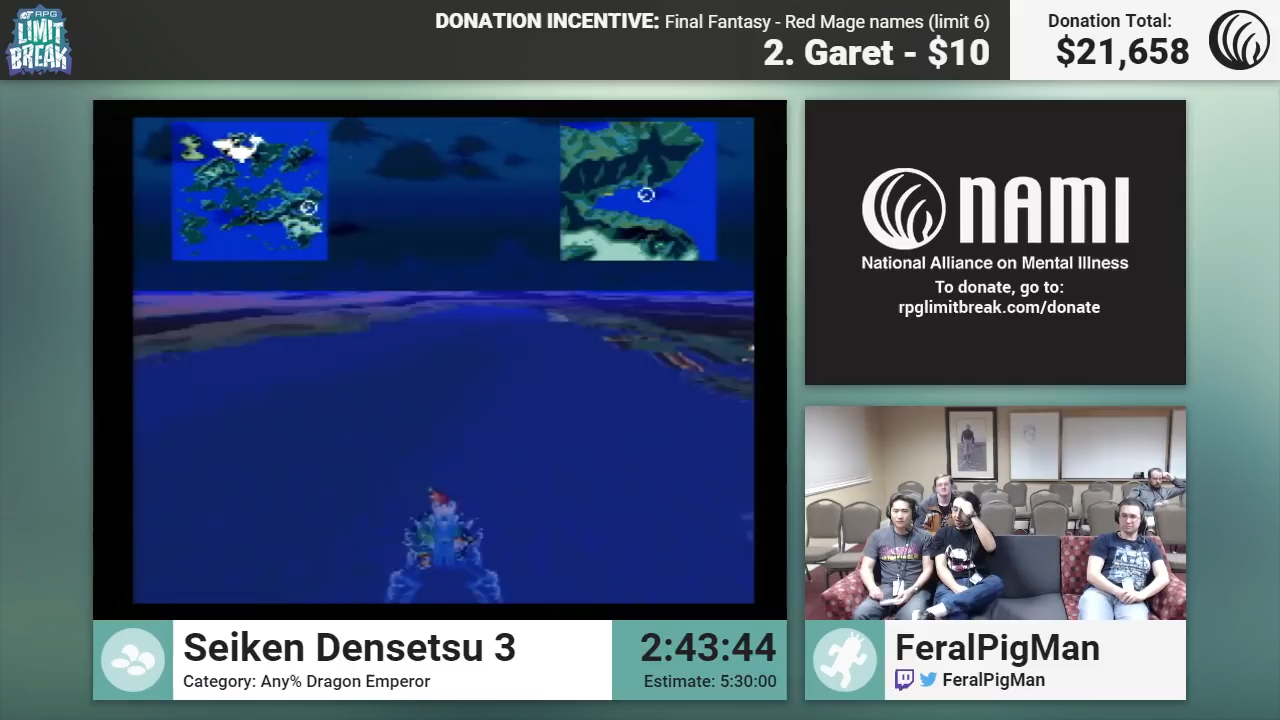 RPG
LIMIT
BREAK
DONATION INCENTIVE: Final Fantasy - Red Mage names (limit 6)
2. Garet - $10
Donation Total:
$21,658
NAMI
National Alliance on Mental Illness
To donate, go to:
rpglimitbreak.com/donate
Seiken Densetsu 3
Category: Any% Dragon Emperor
2:43:44
Estimate: 5:30:00
FeralPigMan
FeralPigMan